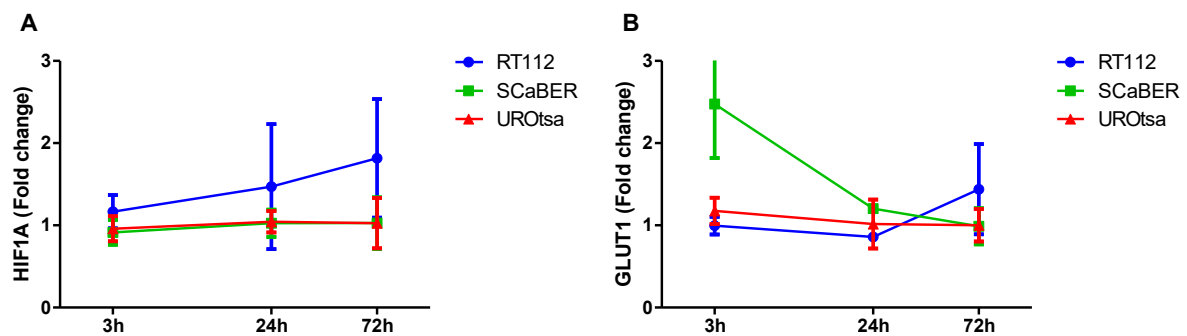 A
HIF1A (Fold change)
3
2
1
0
3h 24h 72h
RT112
SCaBER
UROtsa
B
GLUT1 (Fold change)
3
2
1
0
3h 24h 72h
RT112
SCaBER
UROtsa